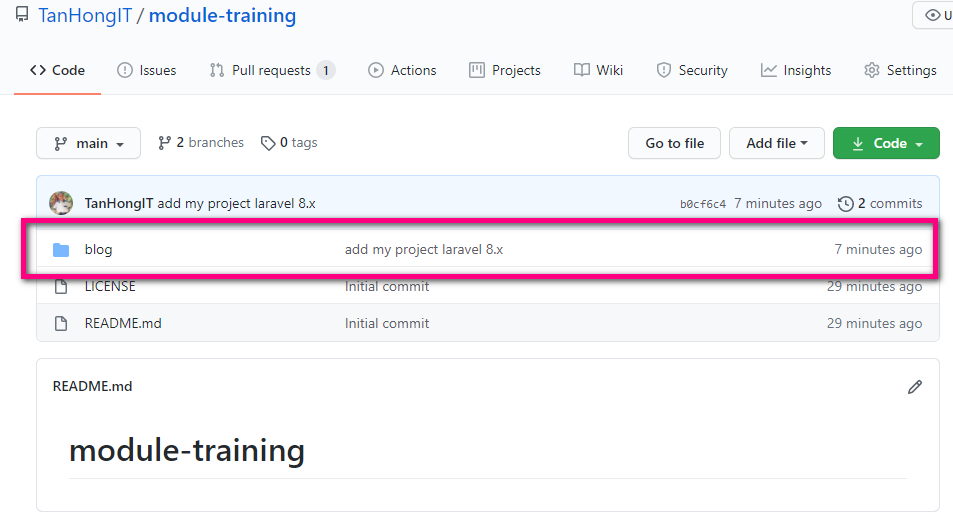 TanHongIT / module-training
Code Issues Pull requests 1 Actions Projects Wiki Security Insights Settings
main 2 branches 0 tags Go to file Add file Code
TanHongIT add my project laravel 8.x b0cf6c4 7 minutes ago 2 commits
blog add my project laravel 8.x 7 minutes ago
LICENSE Initial commit 29 minutes ago
README.md Initial commit 29 minutes ago
README.md
module-training